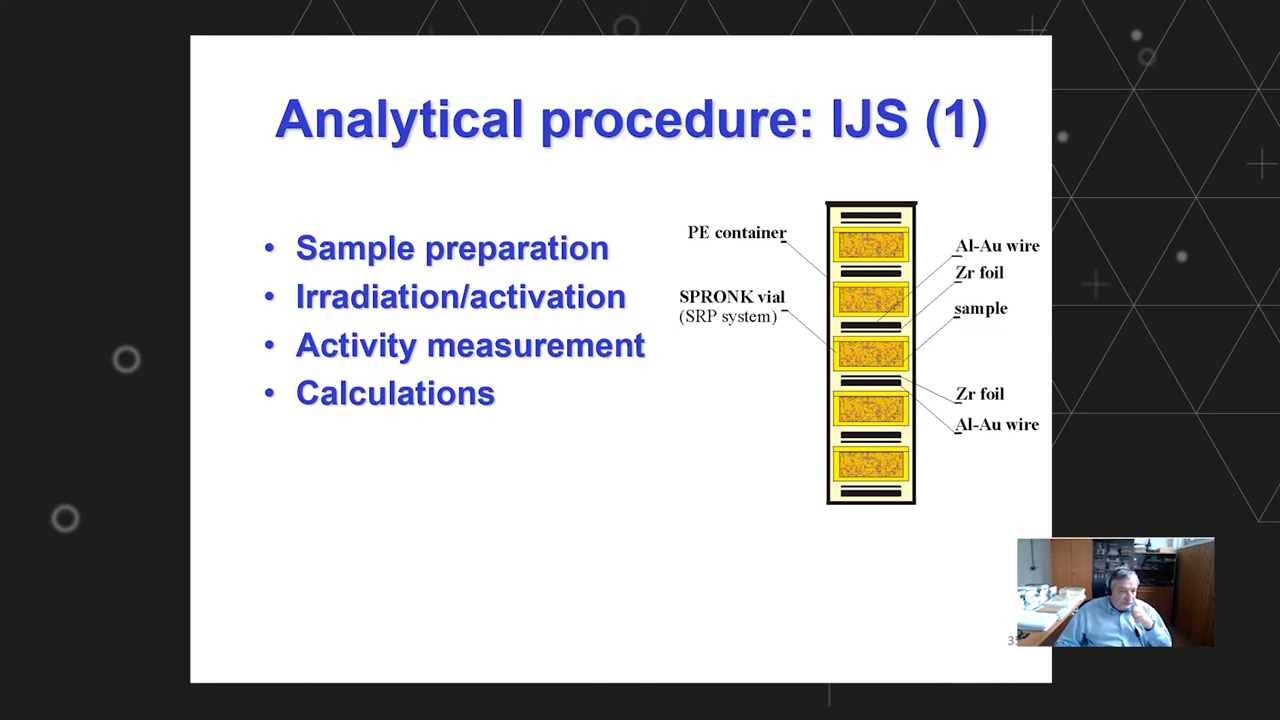 Analytical procedure: IJS (1)
• Sample preparation
• Irradiation/activation
• Activity measurement
• Calculations
PE container
SPRONK vial
(SRP system)
Al-Au wire
Zr foil
sample
Zr foil
Al-Au wire